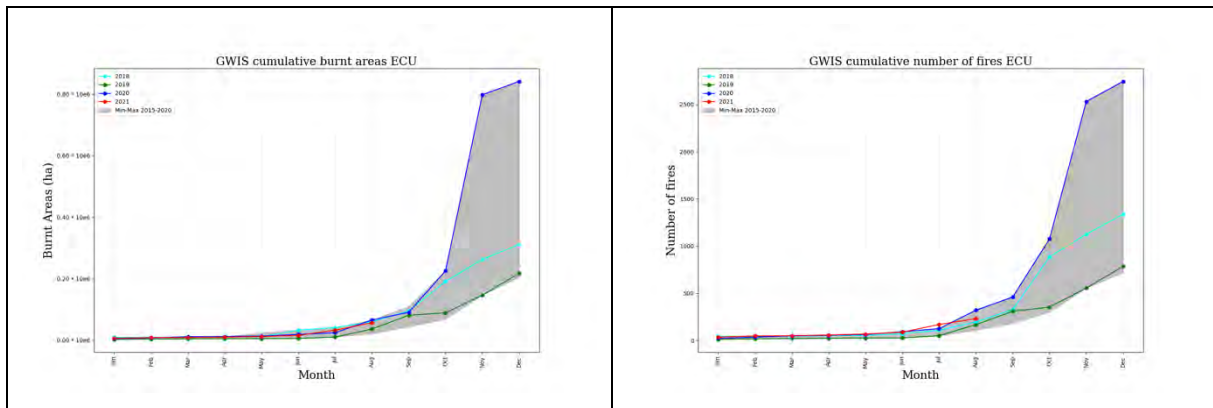 GWIS cumulative burnt areas ECU
2018
2019
2020
2021
Min-Max 2015-2020
0.80 * 10e6
0.60 * 10e6
0.40 * 10e6
0.20 * 10e6
0.00 * 10e6
Burnt Areas (ha)
Jan
Feb
Mar
Apr
May
Jun
Jul
Aug
Sep
Oct
Nov
Dec
Month
GWIS cumulative number of fires ECU
2018
2019
2020
2021
Min-Max 2015-2020
2500
2000
1500
1000
500
0
Number of fires
Jan
Feb
Mar
Apr
May
Jun
Jul
Aug
Sep
Oct
Nov
Dec
Month